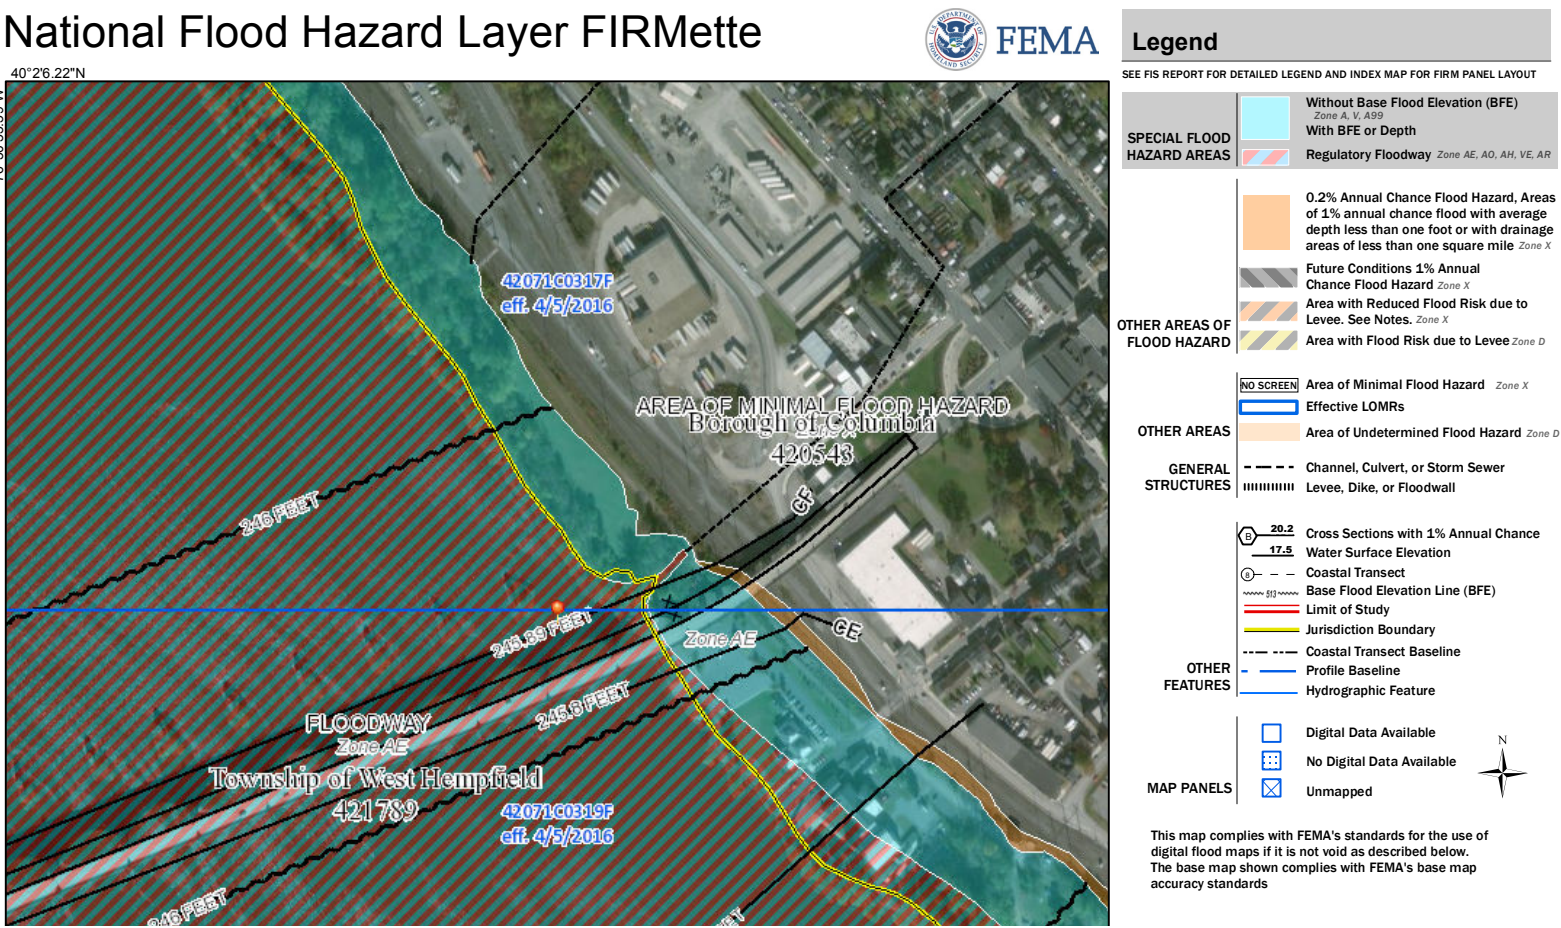 National Flood Hazard Layer FIRMette
FEMA
40°2'6.22"N
42071C0317F
eff. 4/5/2016
AREA OF MINIMAL FLOOD HAZARD
Borough of Columbia
420543
CF
246 FEET
245.89 FEET
Zone AE
CE
245.8 FEET
FLOODWAY
Zone AE
Township of West Hempfield
421789
42071C0319F
eff. 4/5/2016
246 FEET
Legend
SEE FIS REPORT FOR DETAILED LEGEND AND INDEX MAP FOR FIRM PANEL LAYOUT
SPECIAL FLOOD
HAZARD AREAS
Without Base Flood Elevation (BFE)
Zone A, V, A99
With BFE or Depth
Regulatory Floodway Zone AE, AO, AH, VE, AR
0.2% Annual Chance Flood Hazard, Areas
of 1% annual chance flood with average
depth less than one foot or with drainage
areas of less than one square mile Zone X
Future Conditions 1% Annual
Chance Flood Hazard Zone X
Area with Reduced Flood Risk due to
Levee. See Notes. Zone X
Area with Flood Risk due to Levee Zone D
OTHER AREAS OF
FLOOD HAZARD
NO SCREEN Area of Minimal Flood Hazard Zone X
Effective LOMRs
OTHER AREAS
Area of Undetermined Flood Hazard Zone D
GENERAL
STRUCTURES
Channel, Culvert, or Storm Sewer
Levee, Dike, or Floodwall
B 20.2 Cross Sections with 1% Annual Chance
17.5 Water Surface Elevation
8 Coastal Transect
513 Base Flood Elevation Line (BFE)
Limit of Study
Jurisdiction Boundary
Coastal Transect Baseline
OTHER
FEATURES
Profile Baseline
Hydrographic Feature
Digital Data Available
No Digital Data Available
MAP PANELS
Unmapped
N
This map complies with FEMA's standards for the use of
digital flood maps if it is not void as described below.
The base map shown complies with FEMA's base map
accuracy standards